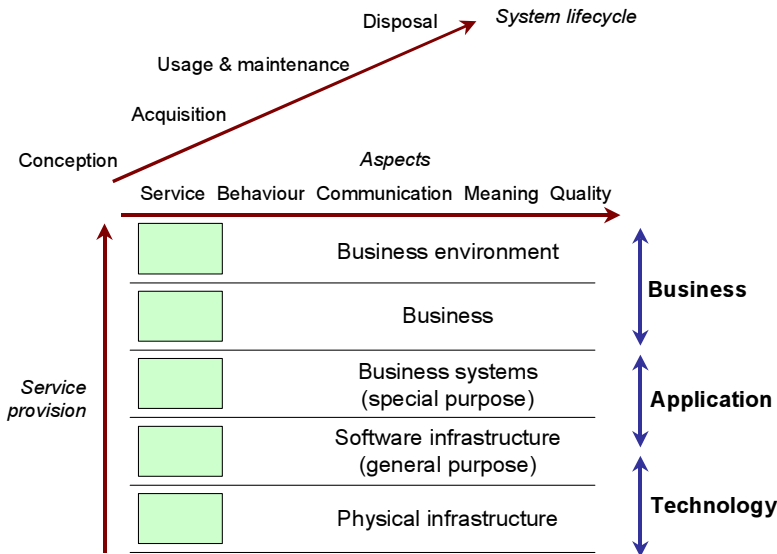 Disposal
System lifecycle
Usage & maintenance
Acquisition
Conception
Aspects
Service Behaviour Communication Meaning Quality
Business environment
Business
Business
Business systems
(special purpose)
Service
provision
Application
Software infrastructure
(general purpose)
Technology
Physical infrastructure